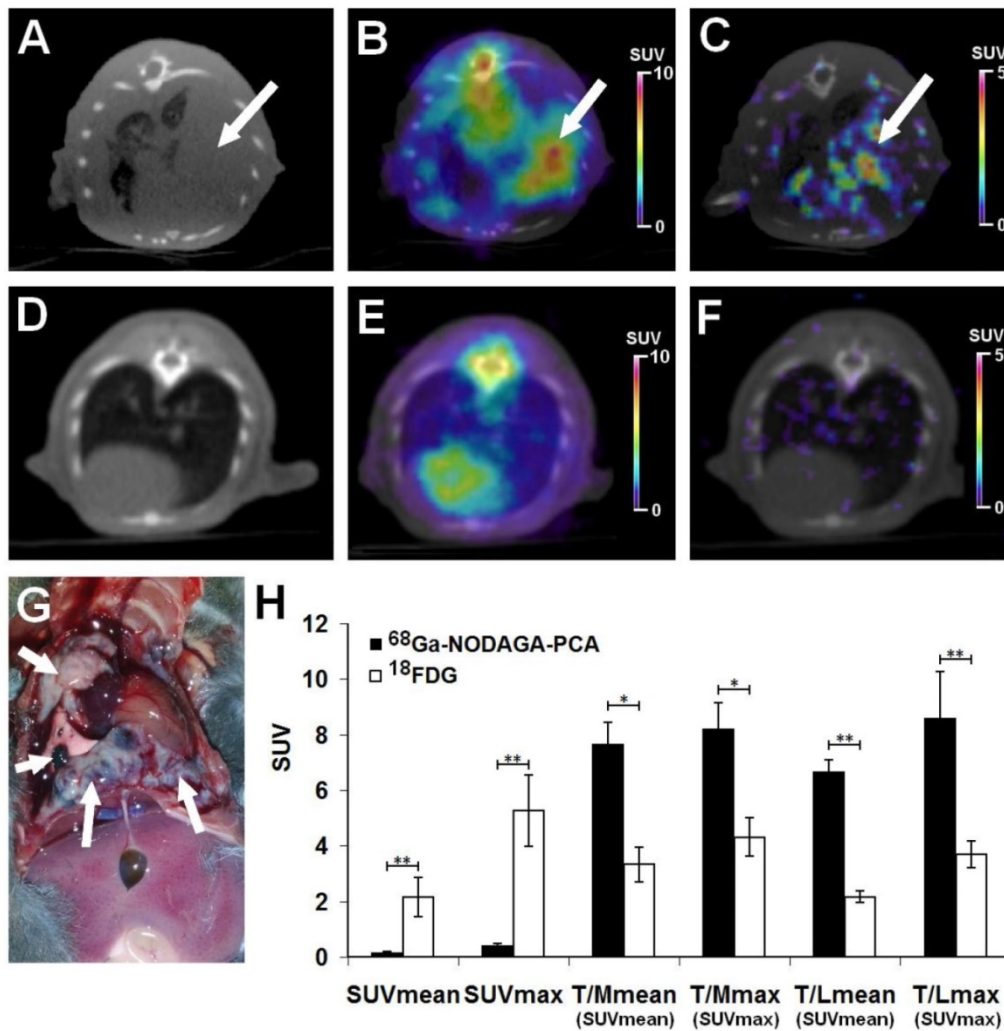 A
B
SUV
10
0
C
SUV
5
0
D
E
SUV
10
0
F
SUV
5
0
G
H
12
10
8
6
4
2
0
SUV
⁶⁸Ga-NODAGA-PCA
¹⁸FDG
**
**
*
*
**
**
SUVmean SUVmax T/Mmean T/Mmax T/Lmean T/Lmax
(SUVmean) (SUVmax) (SUVmean) (SUVmax)